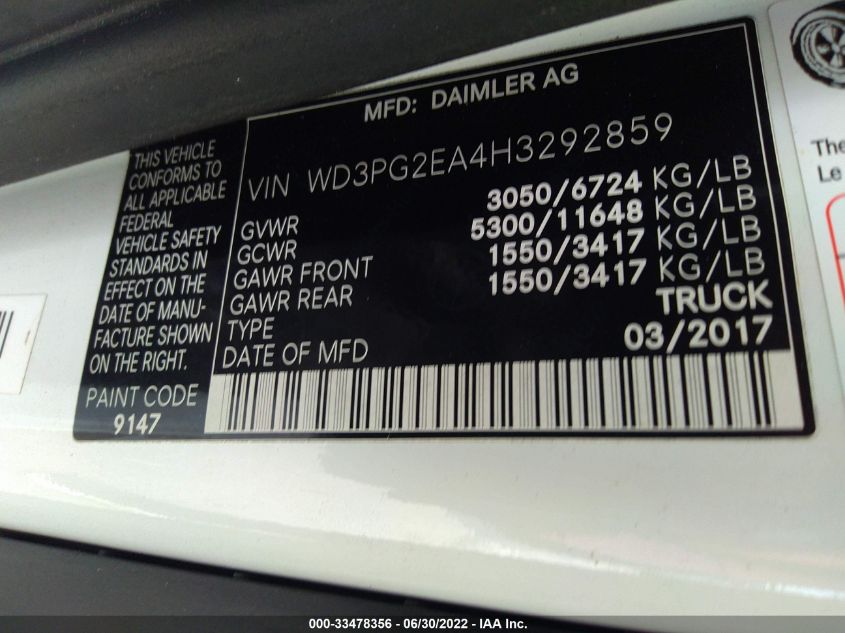 MFD: DAIMLER AG
VIN WD3PG2EA4H3292859
GVWR 3050/6724 KG/LB
GCWR 5300/11648 KG/LB
GAWR FRONT 1550/3417 KG/LB
GAWR REAR 1550/3417 KG/LB
TYPE TRUCK
DATE OF MFD 03/2017
THIS VEHICLE
CONFORMS TO
ALL APPLICABLE
FEDERAL
VEHICLE SAFETY
STANDARDS IN
EFFECT ON THE
DATE OF MANU-
FACTURE SHOWN
ON THE RIGHT.
PAINT CODE
9147
The
Le
000-33478356 - 06/30/2022 - IAA Inc.